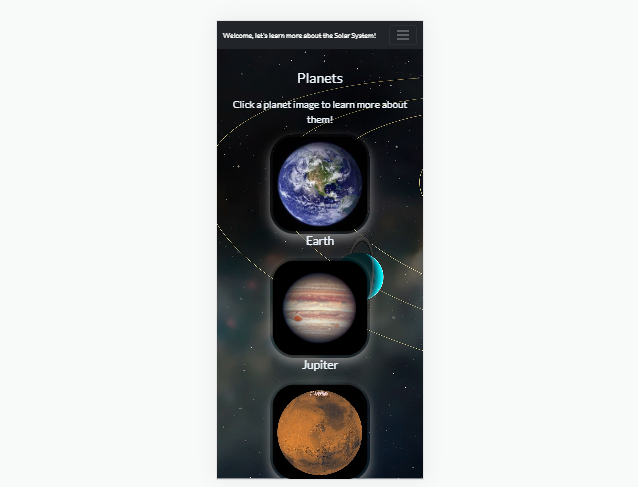 Welcome, let's learn more about the Solar System!
Planets
Click a planet image to learn more about
them!
Earth
Jupiter